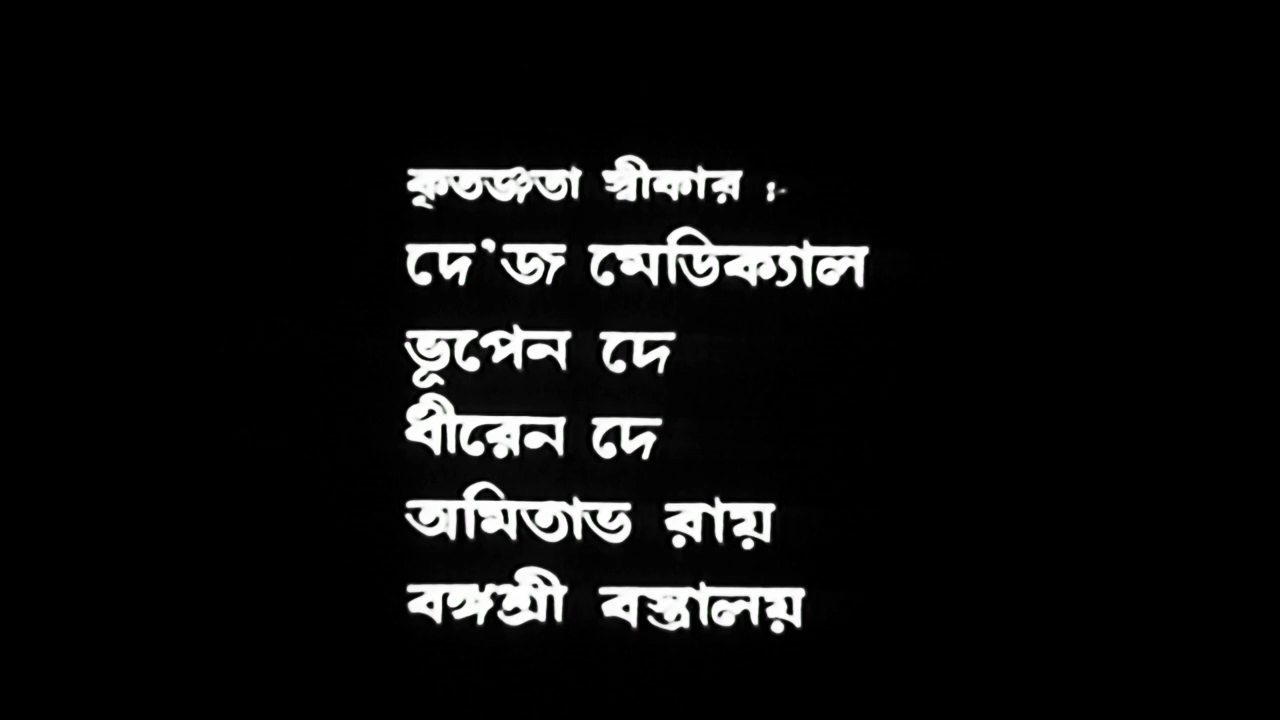 কৃতজ্ঞতা স্বীকার :-
দে'জ মেডিক্যাল
ভূপেন দে
ধীরেন দে
অমিতাভ রায়
বঙ্গশ্রী বস্ত্রালয়